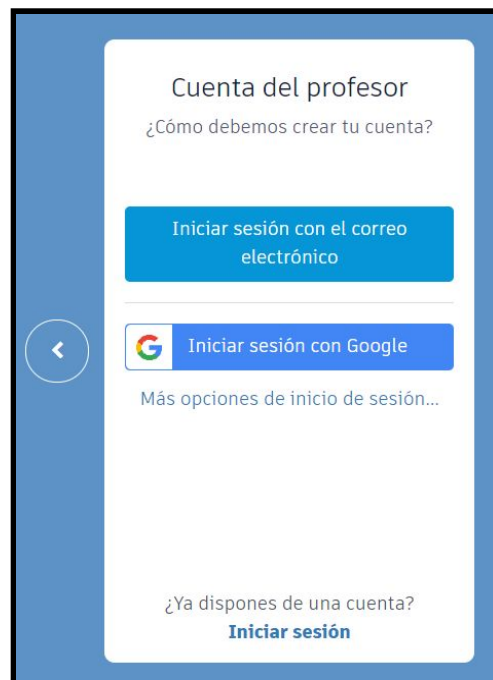 Cuenta del profesor
¿Cómo debemos crear tu cuenta?
Iniciar sesión con el correo
electrónico
Iniciar sesión con Google
Más opciones de inicio de sesión...
¿Ya dispones de una cuenta?
Iniciar sesión